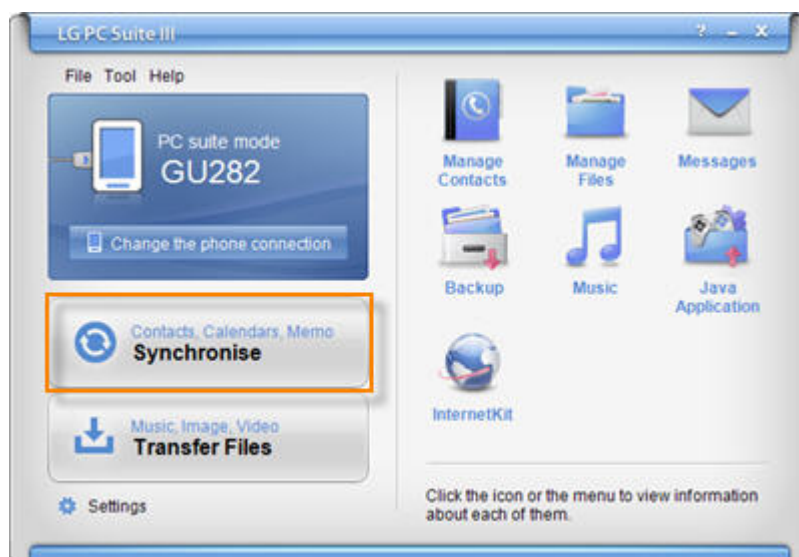 LG PC Suite III
? – X
File Tool Help
PC suite mode
GU282
Change the phone connection
Contacts, Calendars, Memo
Synchronise
Music, Image, Video
Transfer Files
Settings
Manage
Contacts
Manage
Files
Messages
Backup
Music
Java
Application
InternetKit
Click the icon or the menu to view information
about each of them.